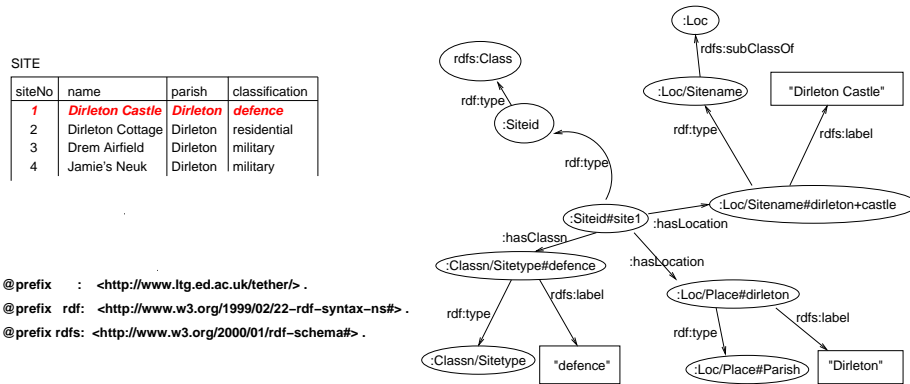 SITE
siteNo name parish classification
1 Dirleton Castle Dirleton defence
2 Dirleton Cottage Dirleton residential
3 Drem Airfield Dirleton military
4 Jamie's Neuk Dirleton military
@prefix : <http://www.ltg.ed.ac.uk/tether/> .
@prefix rdf: <http://www.w3.org/1999/02/22−rdf−syntax−ns#> .
@prefix rdfs: <http://www.w3.org/2000/01/rdf−schema#> .
:Loc
rdfs:subClassOf
rdfs:Class
:Loc/Sitename
"Dirleton Castle"
rdf:type
:Siteid
rdf:type
rdfs:label
rdf:type
:Loc/Sitename#dirleton+castle
:Siteid#site1
:hasLocation
:hasClassn
:hasLocation
:Classn/Sitetype#defence
:Loc/Place#dirleton
rdfs:label
rdf:type
rdfs:label
rdf:type
:Classn/Sitetype
"defence"
:Loc/Place#Parish
"Dirleton"